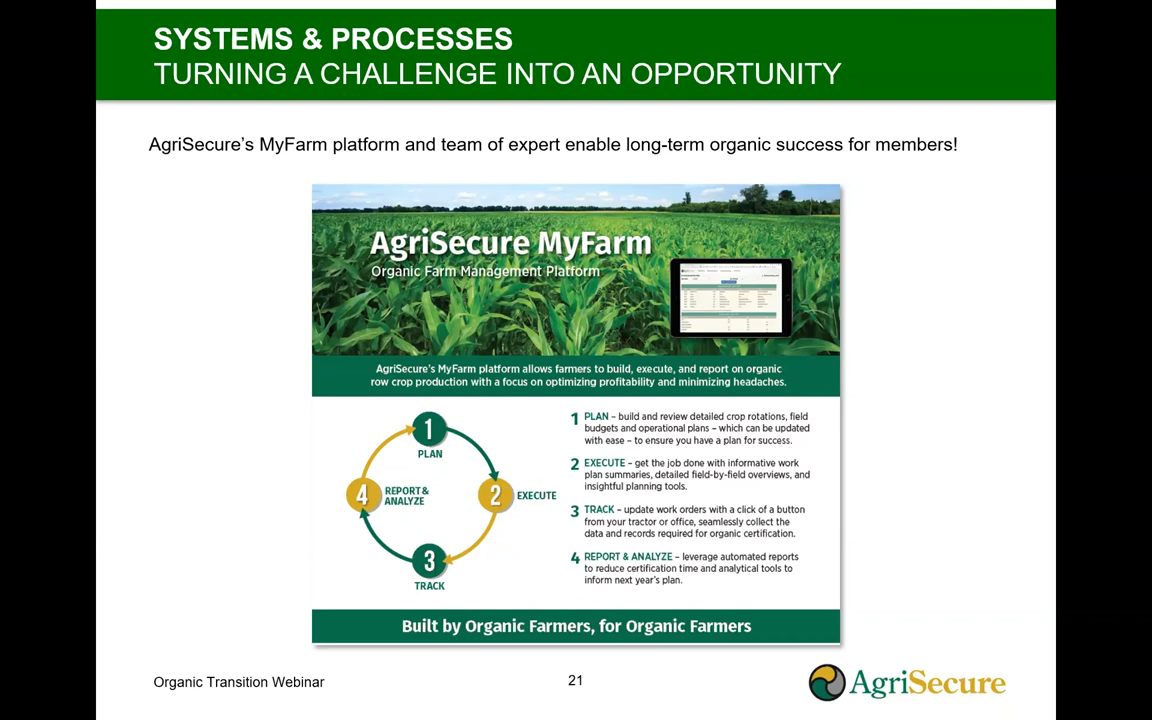 SYSTEMS & PROCESSES
TURNING A CHALLENGE INTO AN OPPORTUNITY
AgriSecure's MyFarm platform and team of expert enable long-term organic success for members!
AgriSecure MyFarm
Organic Farm Management Platform
AgriSecure's MyFarm platform allows farmers to build, execute, and report on organic
row crop production with a focus on optimizing profitability and minimizing headaches.
1
PLAN
2
EXECUTE
3
TRACK
4
REPORT &
ANALYZE
1 PLAN – build and review detailed crop rotations, field
budgets and operational plans – which can be updated
with ease – to ensure you have a plan for success.
2 EXECUTE – get the job done with informative work
plan summaries, detailed field-by-field overviews, and
insightful planning tools.
3 TRACK – update work orders with a click of a button
from your tractor or office, seamlessly collect the
data and records required for organic certification.
4 REPORT & ANALYZE – leverage automated reports
to reduce certification time and analytical tools to
inform next year's plan.
Built by Organic Farmers, for Organic Farmers
Organic Transition Webinar
21
AgriSecure